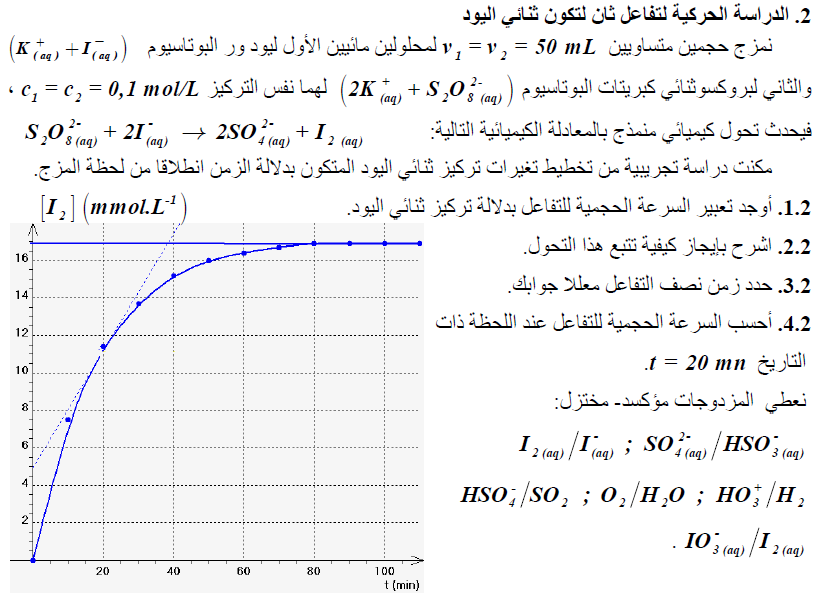 2. الدراسة الحركية لتفاعل ثان لتكون ثنائي اليود
نمزج حجمين متساويين v₁ = v₂ = 50 mL لمحلولين مائيين الأول ليود ور البوتاسيوم (K⁺(aq) + I⁻(aq))
والثاني لبروكسوثنائي كبريتات البوتاسيوم (2K⁺(aq) + S₂O₈²⁻(aq)) لهما نفس التركيز c₁ = c₂ = 0,1 mol/L ،
فيحدث تحول كيميائي منمذج بالمعادلة الكيميائية التالية: S₂O₈²⁻(aq) + 2I⁻(aq) → 2SO₄²⁻(aq) + I₂ (aq)
مكنت دراسة تجريبية من تخطيط تغيرات تركيز ثنائي اليود المتكون بدلالة الزمن انطلاقا من لحظة المزج.
1.2. أوجد تعبير السرعة الحجمية للتفاعل بدلالة تركيز ثنائي اليود.
2.2. اشرح بإيجاز كيفية تتبع هذا التحول.
3.2. حدد زمن نصف التفاعل معللا جوابك.
4.2. أحسب السرعة الحجمية للتفاعل عند اللحظة ذات
التاريخ t = 20 mn.
نعطي المزدوجات مؤكسد- مختزل:
I₂ (aq)/I⁻(aq) ; SO₄²⁻(aq)/HSO₃⁻(aq)
HSO₄⁻/SO₂ ; O₂/H₂O ; HO₃⁺/H₂
IO₃⁻(aq)/I₂ (aq) .
[I₂] (mmol.L⁻¹)
16
14
12
10
8
6
4
2
20 40 60 80 100
t (min)